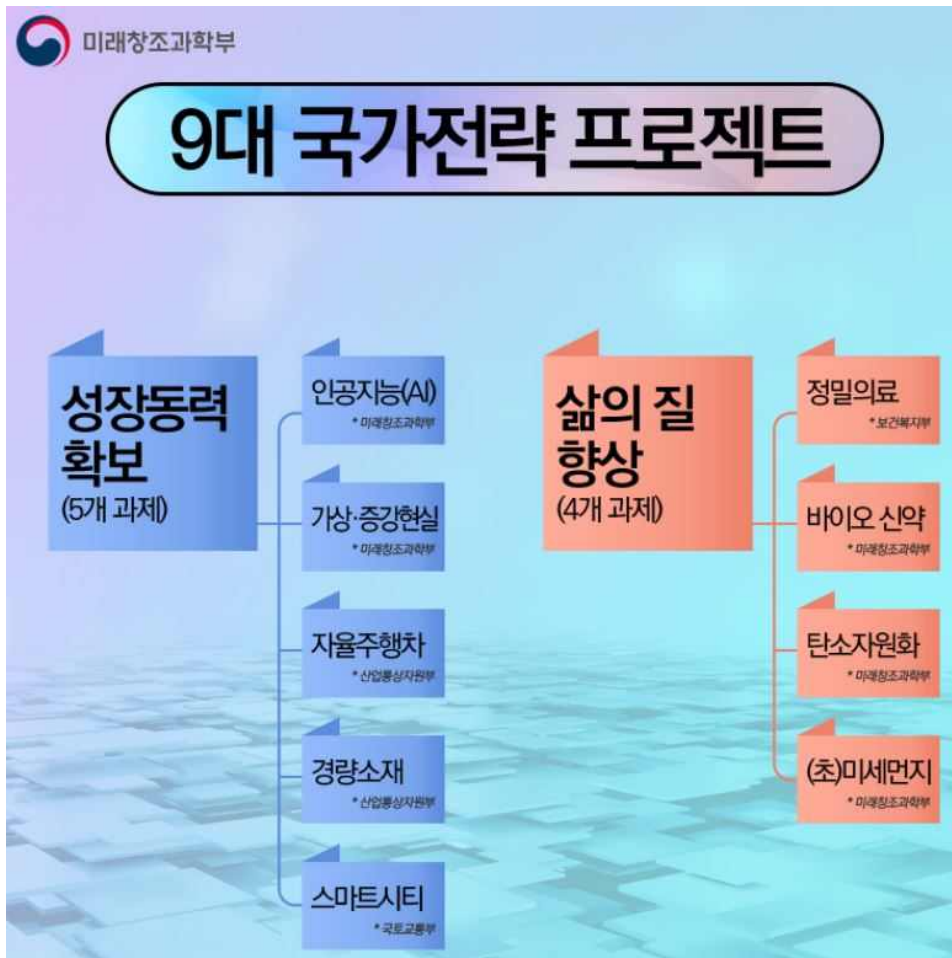 미래창조과학부
9대 국가전략 프로젝트
성장동력
확보
(5개 과제)
인공지능(AI)
* 미래창조과학부
가상·증강현실
* 미래창조과학부
자율주행차
* 산업통상자원부
경량소재
* 산업통상자원부
스마트시티
* 국토교통부
삶의 질
향상
(4개 과제)
정밀의료
* 보건복지부
바이오 신약
* 미래창조과학부
탄소자원화
* 미래창조과학부
(초)미세먼지
* 미래창조과학부